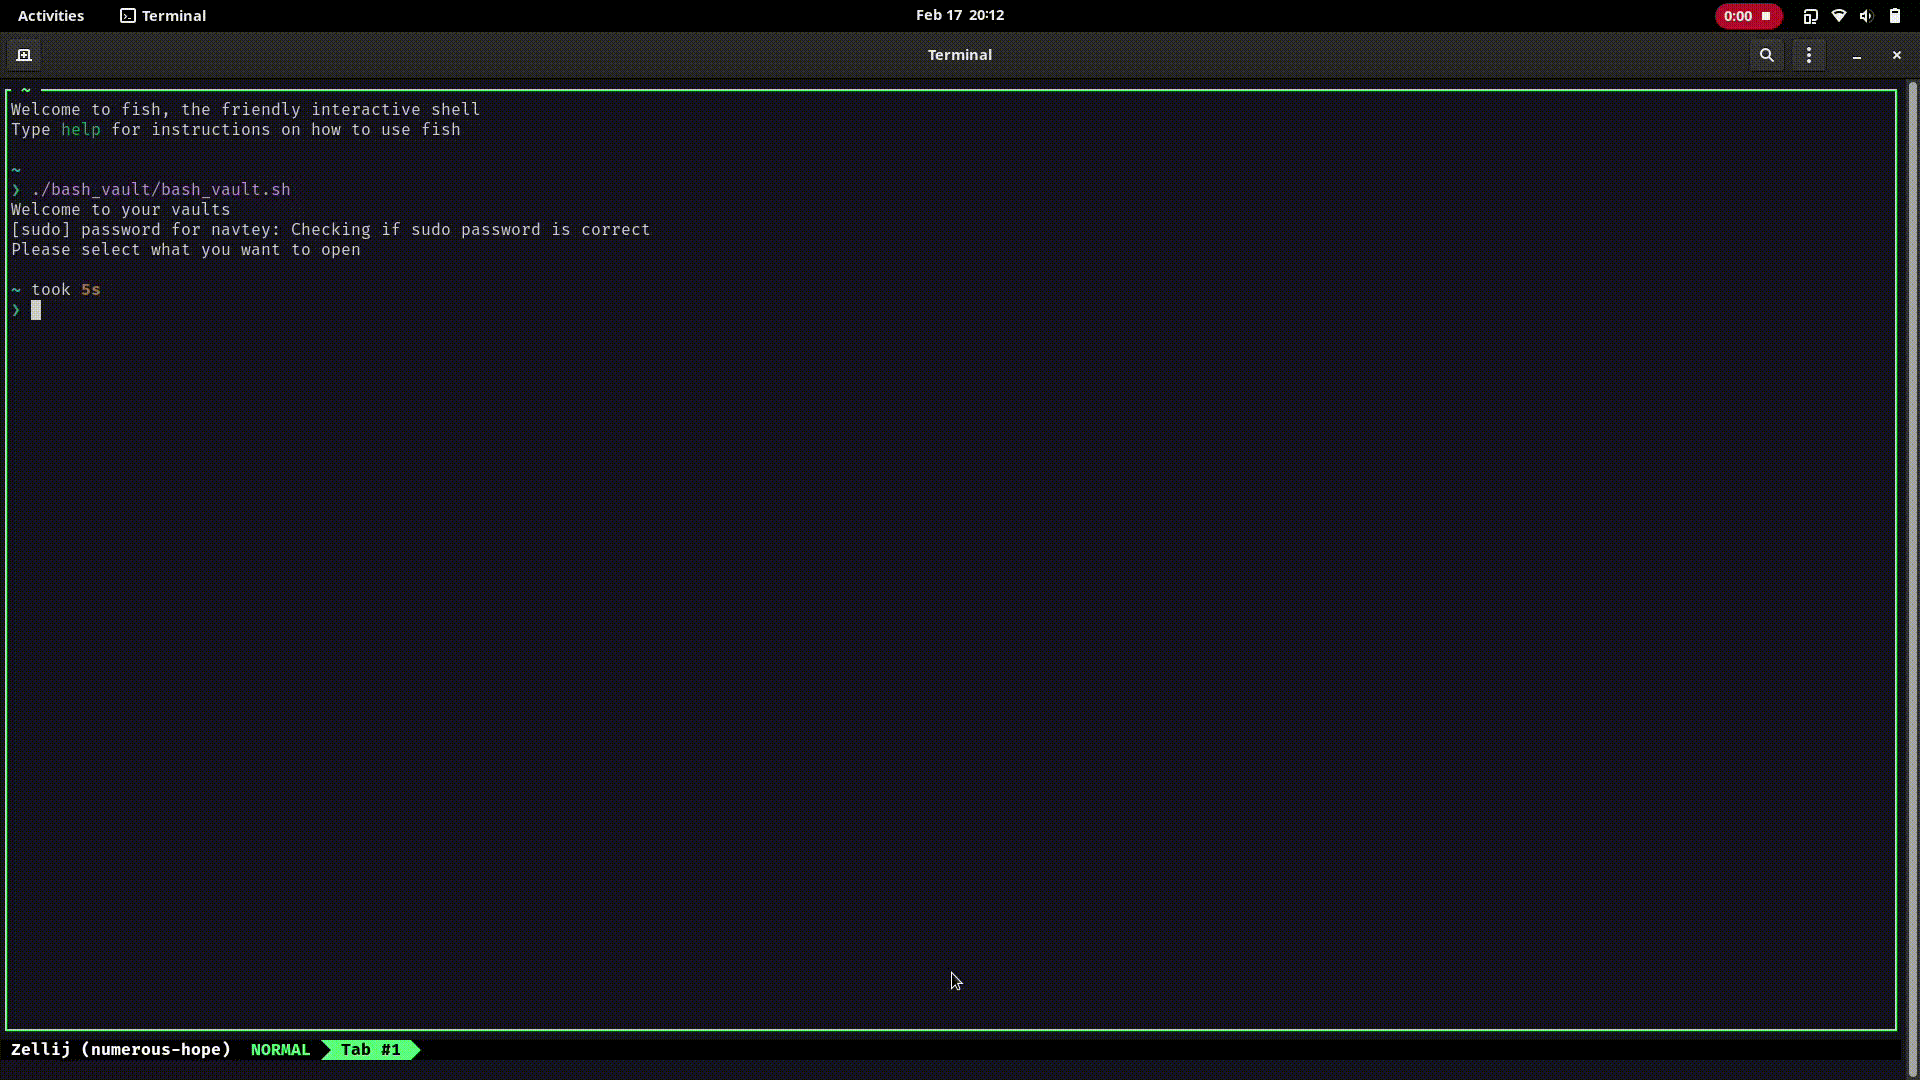 Activities Terminal Feb 17 20:12 0:00
Terminal
~
Welcome to fish, the friendly interactive shell
Type help for instructions on how to use fish
~
❯ ./bash_vault/bash_vault.sh
Welcome to your vaults
[sudo] password for navtey: Checking if sudo password is correct
Please select what you want to open
~ took 5s
❯
Zellij (numerous-hope) NORMAL Tab #1